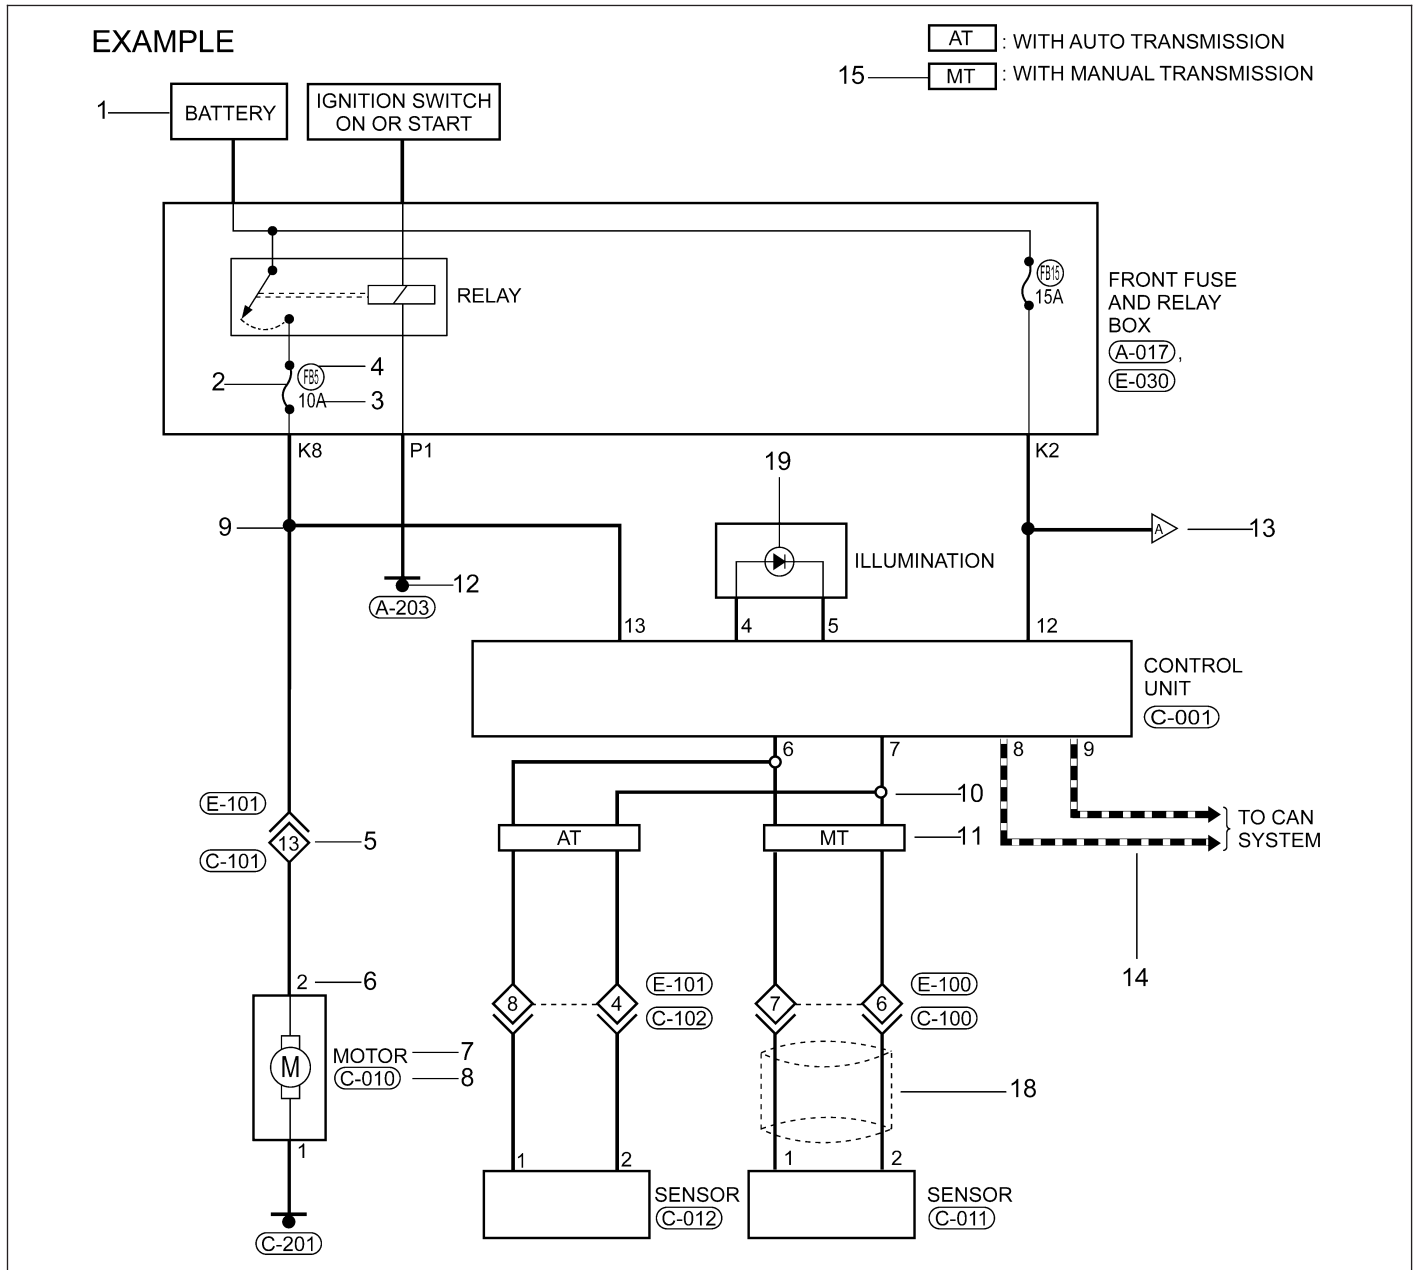 EXAMPLE
AT : WITH AUTO TRANSMISSION
15 MT : WITH MANUAL TRANSMISSION
1 BATTERY
IGNITION SWITCH
ON OR START
RELAY
FB15
15A
FRONT FUSE
AND RELAY
BOX
A-017,
E-030
2
FB5
4
10A
3
K8
P1
K2
19
9
A
13
ILLUMINATION
12
A-203
13
4
5
12
CONTROL
UNIT
C-001
6
7
8
9
10
TO CAN
SYSTEM
E-101
13
5
C-101
AT
MT
11
14
2
6
8
4
E-101
C-102
7
6
E-100
C-100
M
MOTOR
7
C-010
8
18
1
1
2
1
2
SENSOR
C-012
SENSOR
C-011
C-201